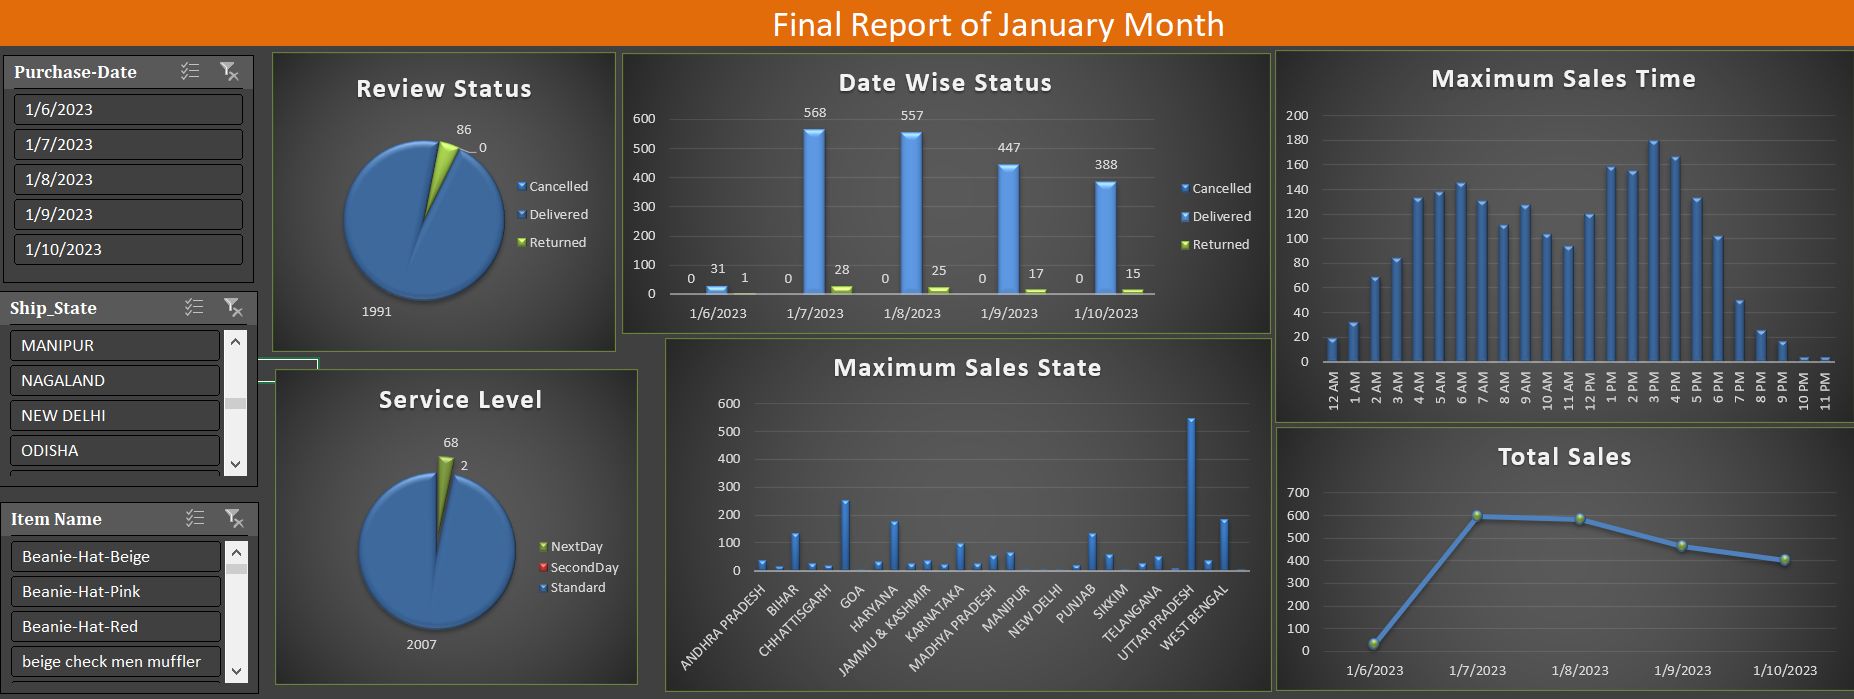 Final Report of January Month
Purchase-Date
1/6/2023
1/7/2023
1/8/2023
1/9/2023
1/10/2023
Ship_State
MANIPUR
NAGALAND
NEW DELHI
ODISHA
Item Name
Beanie-Hat-Beige
Beanie-Hat-Pink
Beanie-Hat-Red
beige check men muffler
Review Status
86
0
1991
Cancelled
Delivered
Returned
Service Level
68
2
2007
NextDay
SecondDay
Standard
Date Wise Status
600
500
400
300
200
100
0
0 31 1
0 568 28
0 557 25
0 447 17
0 388 15
1/6/2023 1/7/2023 1/8/2023 1/9/2023 1/10/2023
Cancelled
Delivered
Returned
Maximum Sales State
600
500
400
300
200
100
0
ANDHRA PRADESH
BIHAR
CHHATTISGARH
GOA
HARYANA
JAMMU & KASHMIR
KARNATAKA
MADHYA PRADESH
MANIPUR
NEW DELHI
PUNJAB
SIKKIM
TELANGANA
UTTAR PRADESH
WEST BENGAL
Maximum Sales Time
200
180
160
140
120
100
80
60
40
20
0
12 AM
1 AM
2 AM
3 AM
4 AM
5 AM
6 AM
7 AM
8 AM
9 AM
10 AM
11 AM
12 PM
1 PM
2 PM
3 PM
4 PM
5 PM
6 PM
7 PM
8 PM
9 PM
10 PM
11 PM
Total Sales
700
600
500
400
300
200
100
0
1/6/2023 1/7/2023 1/8/2023 1/9/2023 1/10/2023